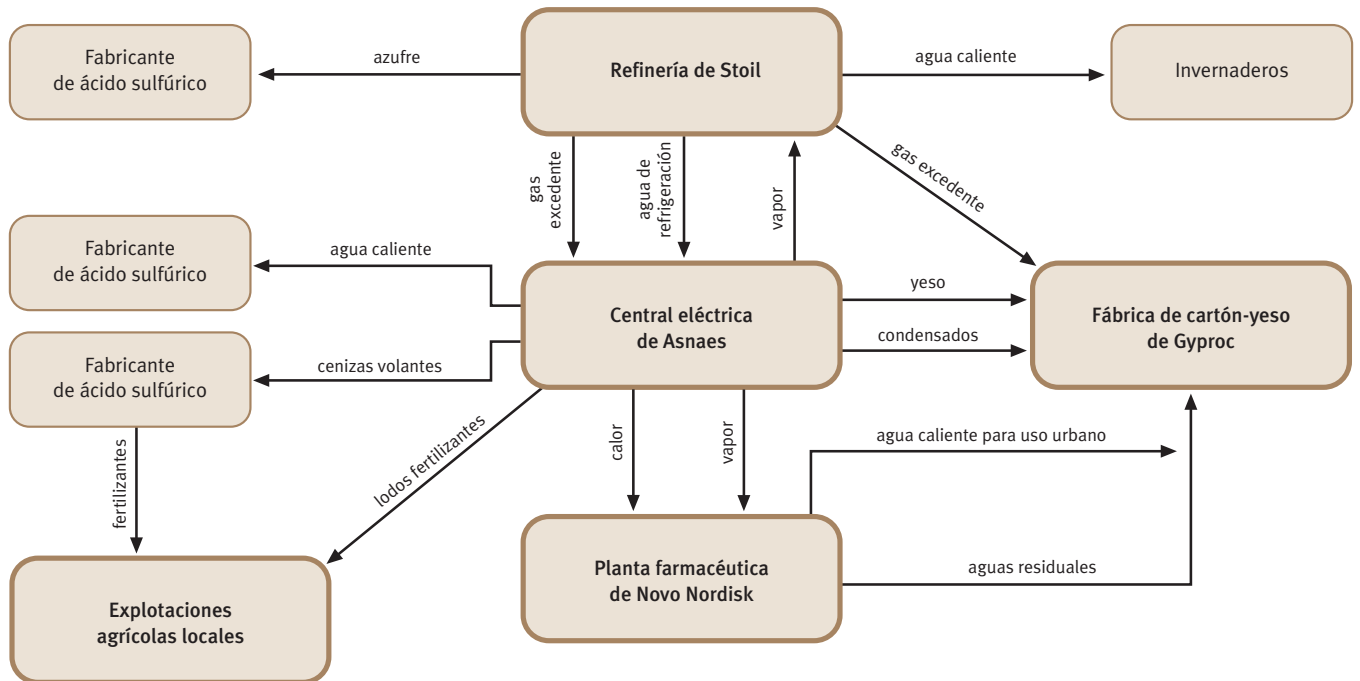 Fabricante
de ácido sulfúrico
azufre
Refinería de Stoil
agua caliente
Invernaderos
gas
excedente
agua de
refrigeración
vapor
gas excedente
Fabricante
de ácido sulfúrico
agua caliente
Central eléctrica
de Asnaes
yeso
condensados
Fábrica de cartón-yeso
de Gyproc
Fabricante
de ácido sulfúrico
cenizas volantes
fertilizantes
lodos fertilizantes
calor
vapor
agua caliente para uso urbano
Explotaciones
agrícolas locales
Planta farmacéutica
de Novo Nordisk
aguas residuales